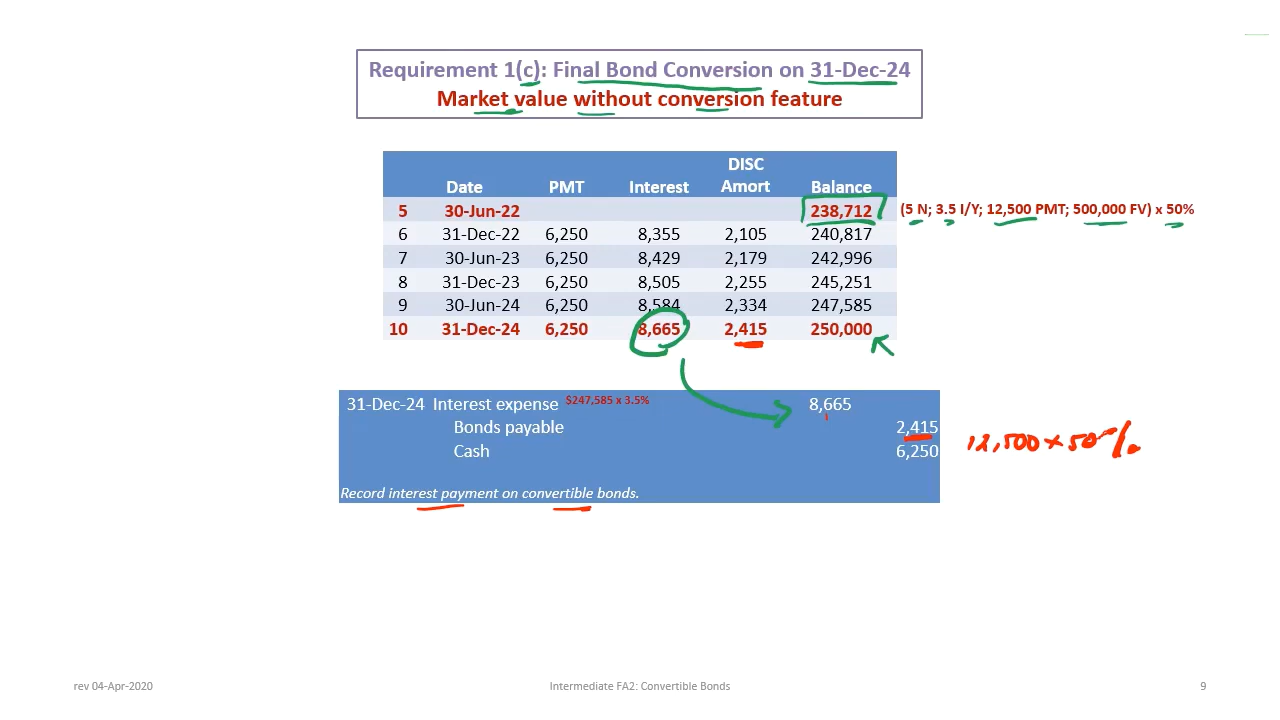 Requirement 1(c): Final Bond Conversion on 31-Dec-24
Market value without conversion feature
DISC
Date PMT Interest Amort Balance
5 30-Jun-22 238,712 (5 N; 3.5 I/Y; 12,500 PMT; 500,000 FV) x 50%
6 31-Dec-22 6,250 8,355 2,105 240,817
7 30-Jun-23 6,250 8,429 2,179 242,996
8 31-Dec-23 6,250 8,505 2,255 245,251
9 30-Jun-24 6,250 8,584 2,334 247,585
10 31-Dec-24 6,250 8,665 2,415 250,000
31-Dec-24 Interest expense $247,585 x 3.5% 8,665
Bonds payable 2,415
Cash 6,250
12,500 x 50%
Record interest payment on convertible bonds.
rev 04-Apr-2020 Intermediate FA2: Convertible Bonds 9